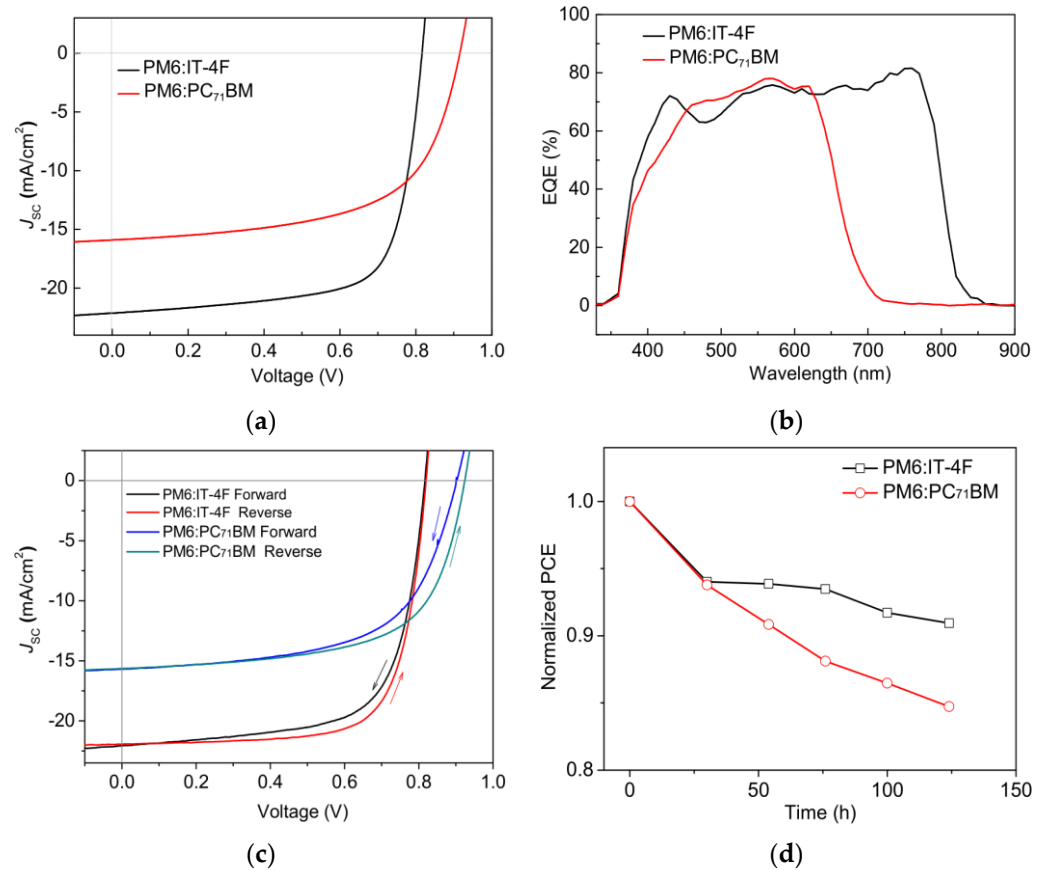 PM6:IT-4F
PM6:PC₇₁BM
0
-5
-10
-15
-20
J_SC (mA/cm²)
0.0 0.2 0.4 0.6 0.8 1.0
Voltage (V)
(a)
PM6:IT-4F
PM6:PC₇₁BM
100
80
60
40
20
0
EQE (%)
400 500 600 700 800 900
Wavelength (nm)
(b)
PM6:IT-4F Forward
PM6:IT-4F Reverse
PM6:PC₇₁BM Forward
PM6:PC₇₁BM Reverse
0
-5
-10
-15
-20
J_SC (mA/cm²)
0.0 0.2 0.4 0.6 0.8 1.0
Voltage (V)
(c)
PM6:IT-4F
PM6:PC₇₁BM
1.0
0.9
0.8
Normalized PCE
0 50 100 150
Time (h)
(d)